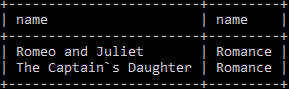 name name
Romeo and Juliet Romance
The Captain`s Daughter Romance